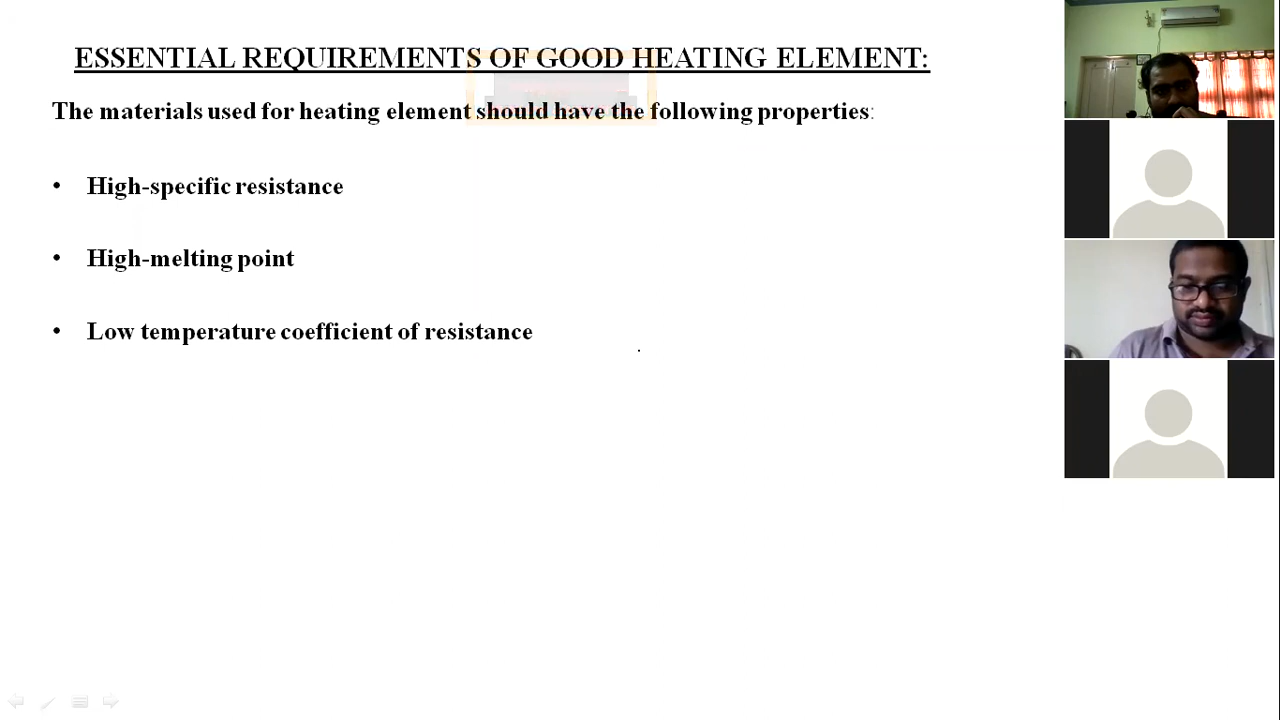 ESSENTIAL REQUIREMENTS OF GOOD HEATING ELEMENT:
The materials used for heating element should have the following properties:
• High-specific resistance
• High-melting point
• Low temperature coefficient of resistance